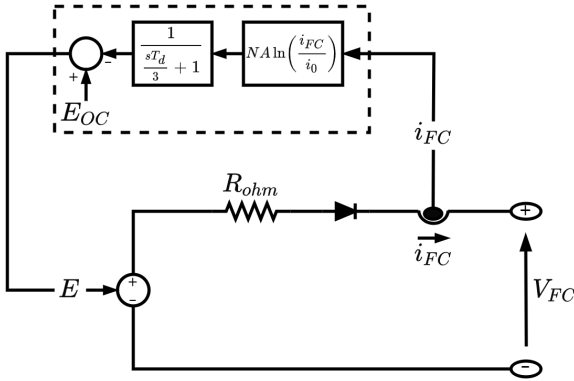 1
sT_d
3
+ 1
NA ln(i_FC / i_0)
+
−
E_OC
i_FC
R_ohm
+
i_FC
E
+
−
V_FC
−